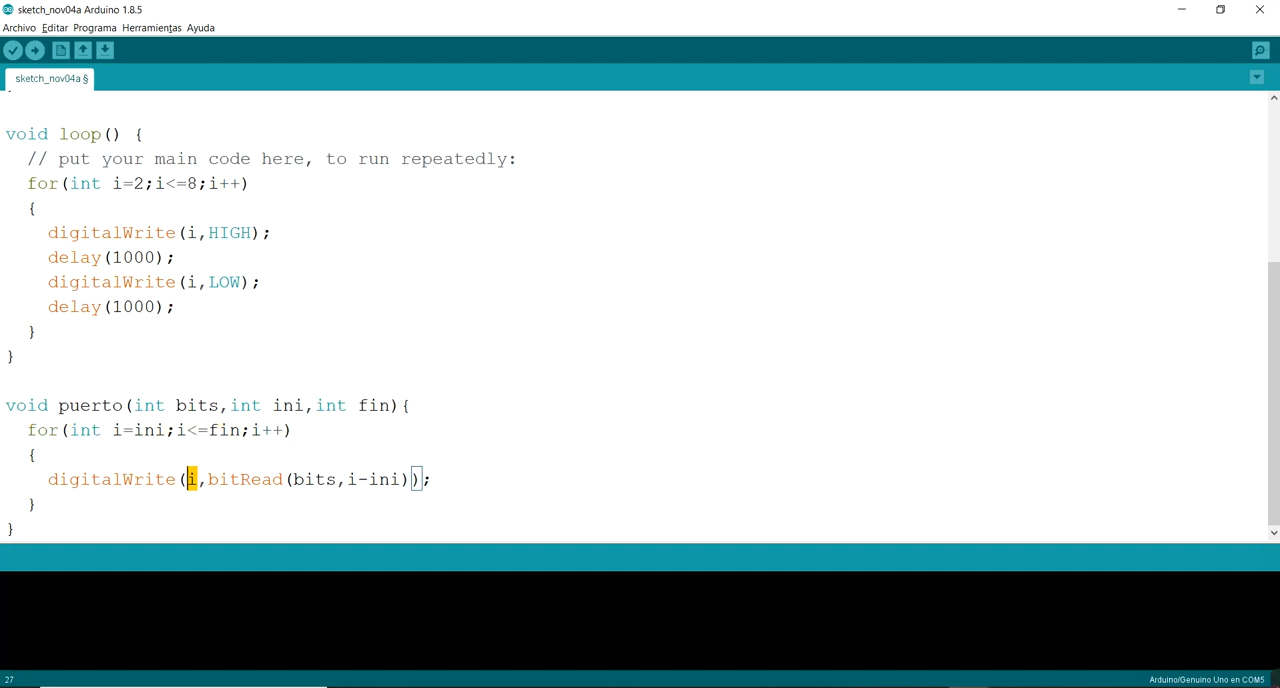 sketch_nov04a Arduino 1.8.5
Archivo Editar Programa Herramientas Ayuda
sketch_nov04a §
void loop() {
  // put your main code here, to run repeatedly:
  for(int i=2;i<=8;i++)
  {
    digitalWrite(i,HIGH);
    delay(1000);
    digitalWrite(i,LOW);
    delay(1000);
  }
}
void puerto(int bits,int ini,int fin){
  for(int i=ini;i<=fin;i++)
  {
    digitalWrite(i,bitRead(bits,i-ini));
  }
}
27
Arduino/Genuino Uno en COM5